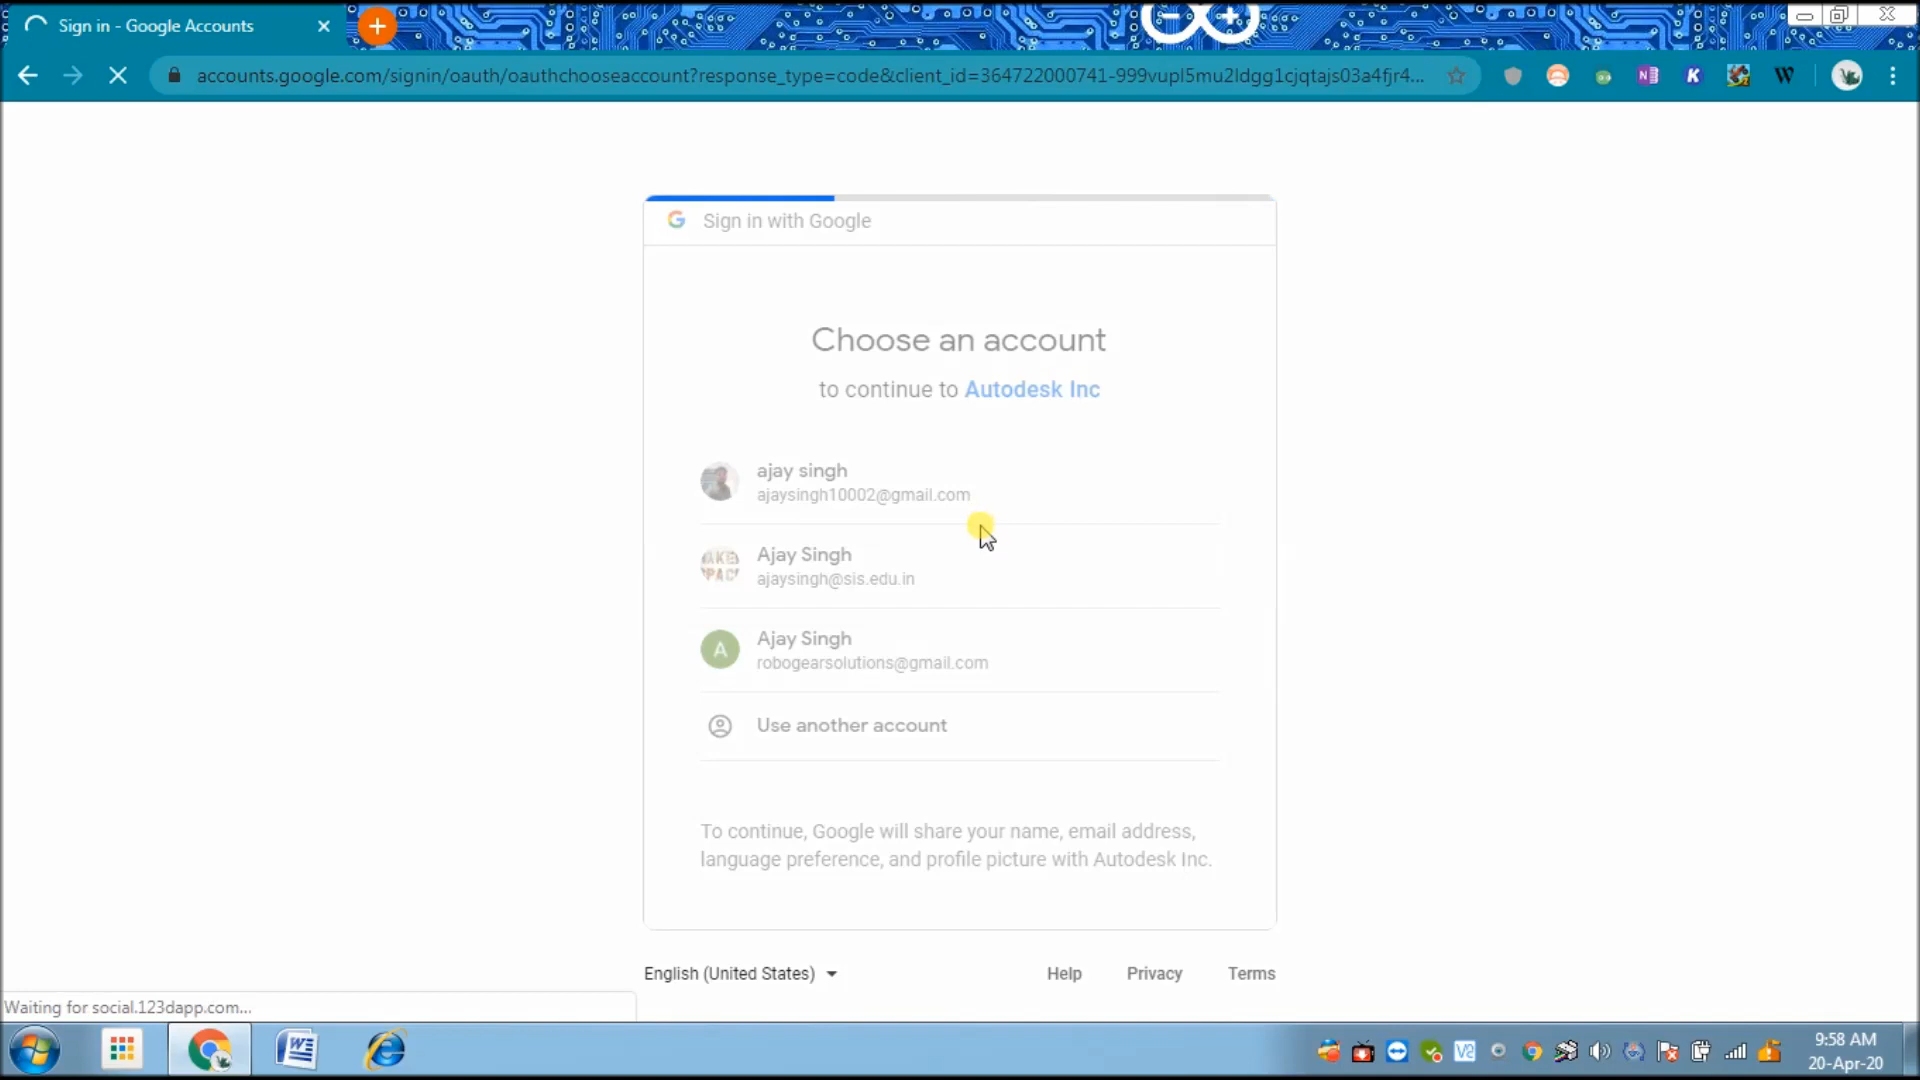 Sign in - Google Accounts
accounts.google.com/signin/oauth/oauthchooseaccount?response_type=code&client_id=364722000741-999vupl5mu2ldgg1cjqtajs03a4fjr4...
Sign in with Google
Choose an account
to continue to Autodesk Inc
ajay singh
ajaysingh10002@gmail.com
Ajay Singh
ajaysingh@sis.edu.in
A
Ajay Singh
robogearsolutions@gmail.com
Use another account
To continue, Google will share your name, email address,
language preference, and profile picture with Autodesk Inc.
English (United States)
Help
Privacy
Terms
Waiting for social.123dapp.com...
9:58 AM
20-Apr-20